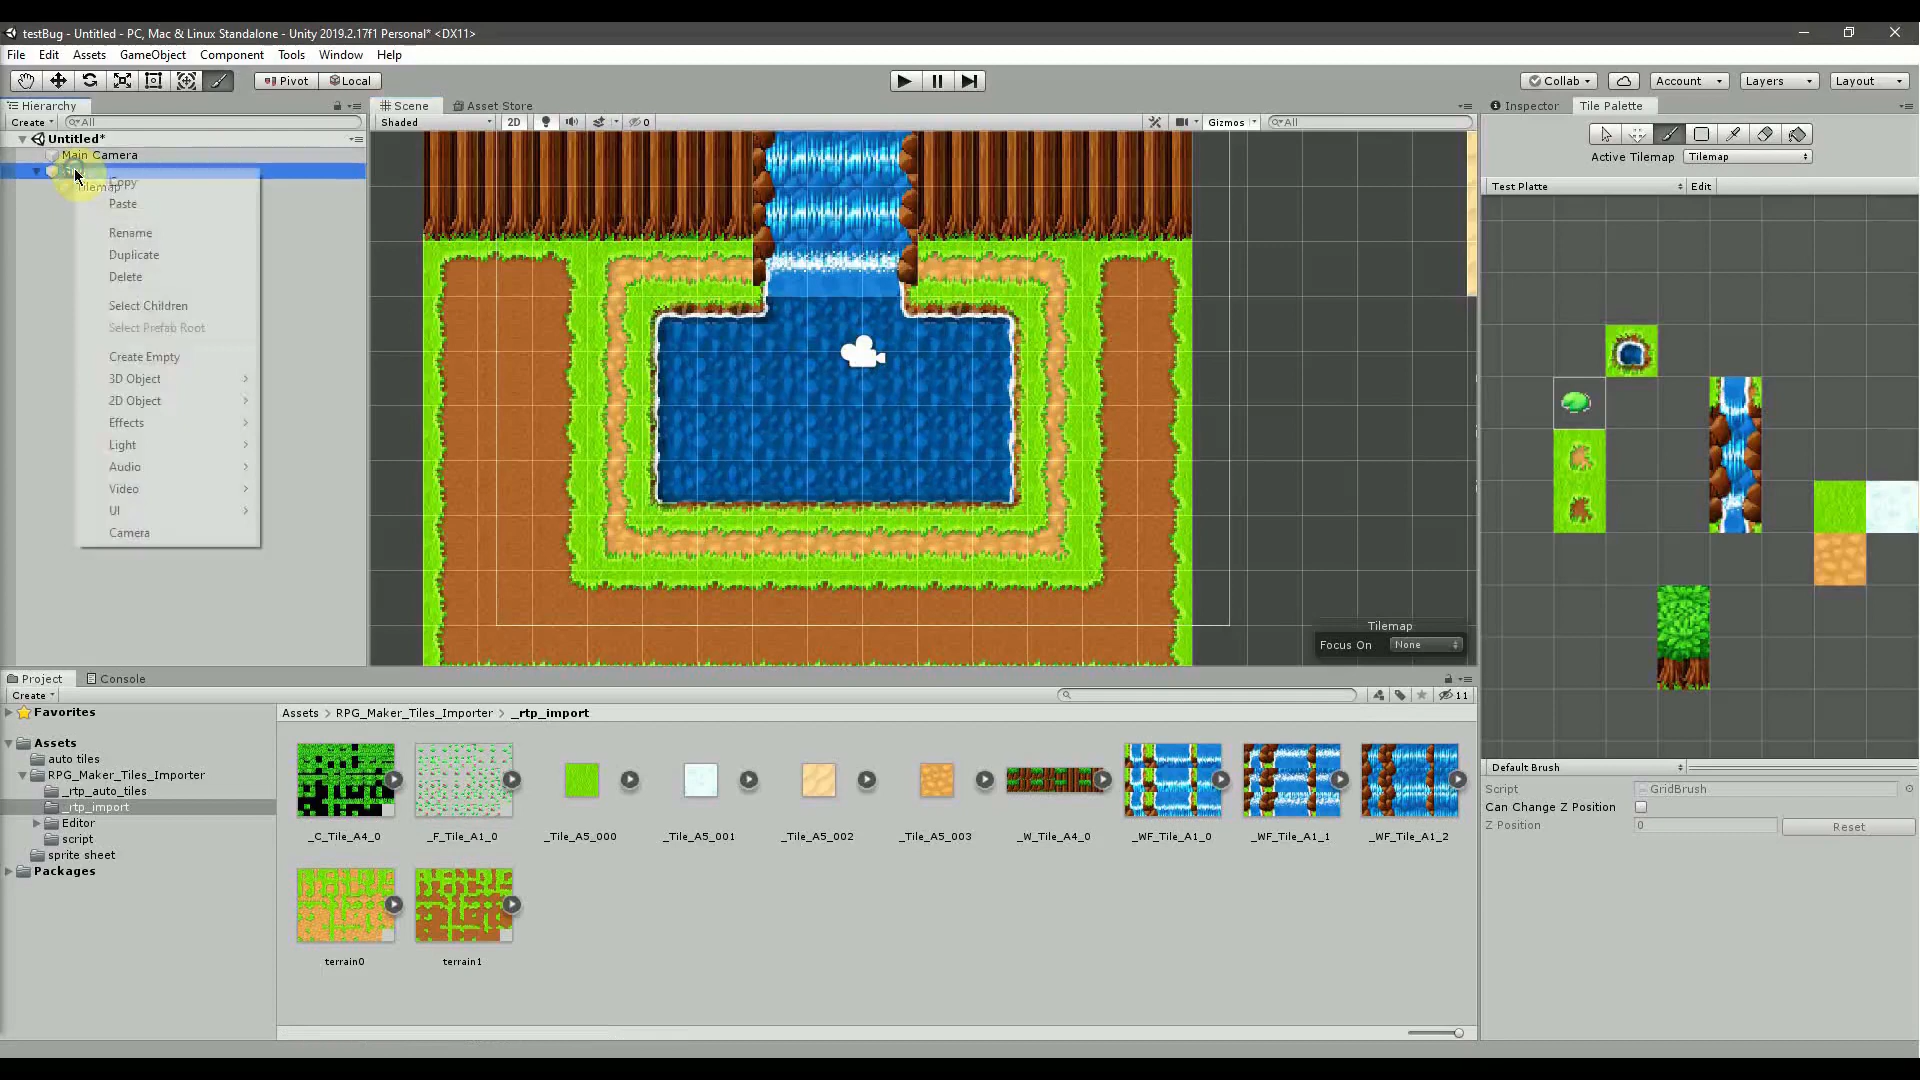 testBug - Untitled - PC, Mac & Linux Standalone - Unity 2019.2.17f1 Personal* <DX11>
File Edit Assets GameObject Component Tools Window Help
Pivot Local Collab Account Layers Layout
Hierarchy Scene Asset Store Inspector Tile Palette
Create All Shaded 2D 0 Gizmos All
Untitled*
Main Camera
Tilemap
Copy
Paste
Rename
Duplicate
Delete
Select Children
Select Prefab Root
Create Empty
3D Object
2D Object
Effects
Light
Audio
Video
UI
Camera
Tilemap
Focus On None
Active Tilemap Tilemap
Test Platte Edit
Default Brush
Script GridBrush
Can Change Z Position
Z Position 0 Reset
Project Console
Create 11
Favorites
Assets
auto tiles
RPG_Maker_Tiles_Importer
_rtp_auto_tiles
_rtp_import
Editor
script
sprite sheet
Packages
Assets > RPG_Maker_Tiles_Importer > _rtp_import
_C_Tile_A4_0 _F_Tile_A1_0 _Tile_A5_000 _Tile_A5_001 _Tile_A5_002 _Tile_A5_003 _W_Tile_A4_0 _WF_Tile_A1_0 _WF_Tile_A1_1 _WF_Tile_A1_2
terrain0 terrain1